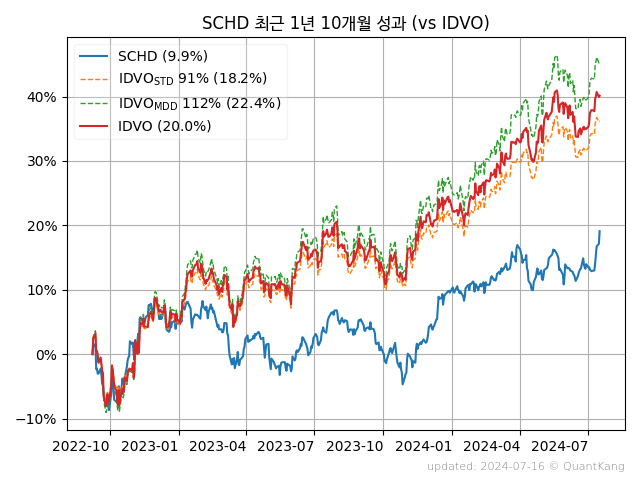 SCHD 최근 1년 10개월 성과 (vs IDVO)
SCHD (9.9%)
IDVO_STD 91% (18.2%)
IDVO_MDD 112% (22.4%)
IDVO (20.0%)
40%
30%
20%
10%
0%
−10%
2022-10 2023-01 2023-04 2023-07 2023-10 2024-01 2024-04 2024-07
updated: 2024-07-16 © QuantKang